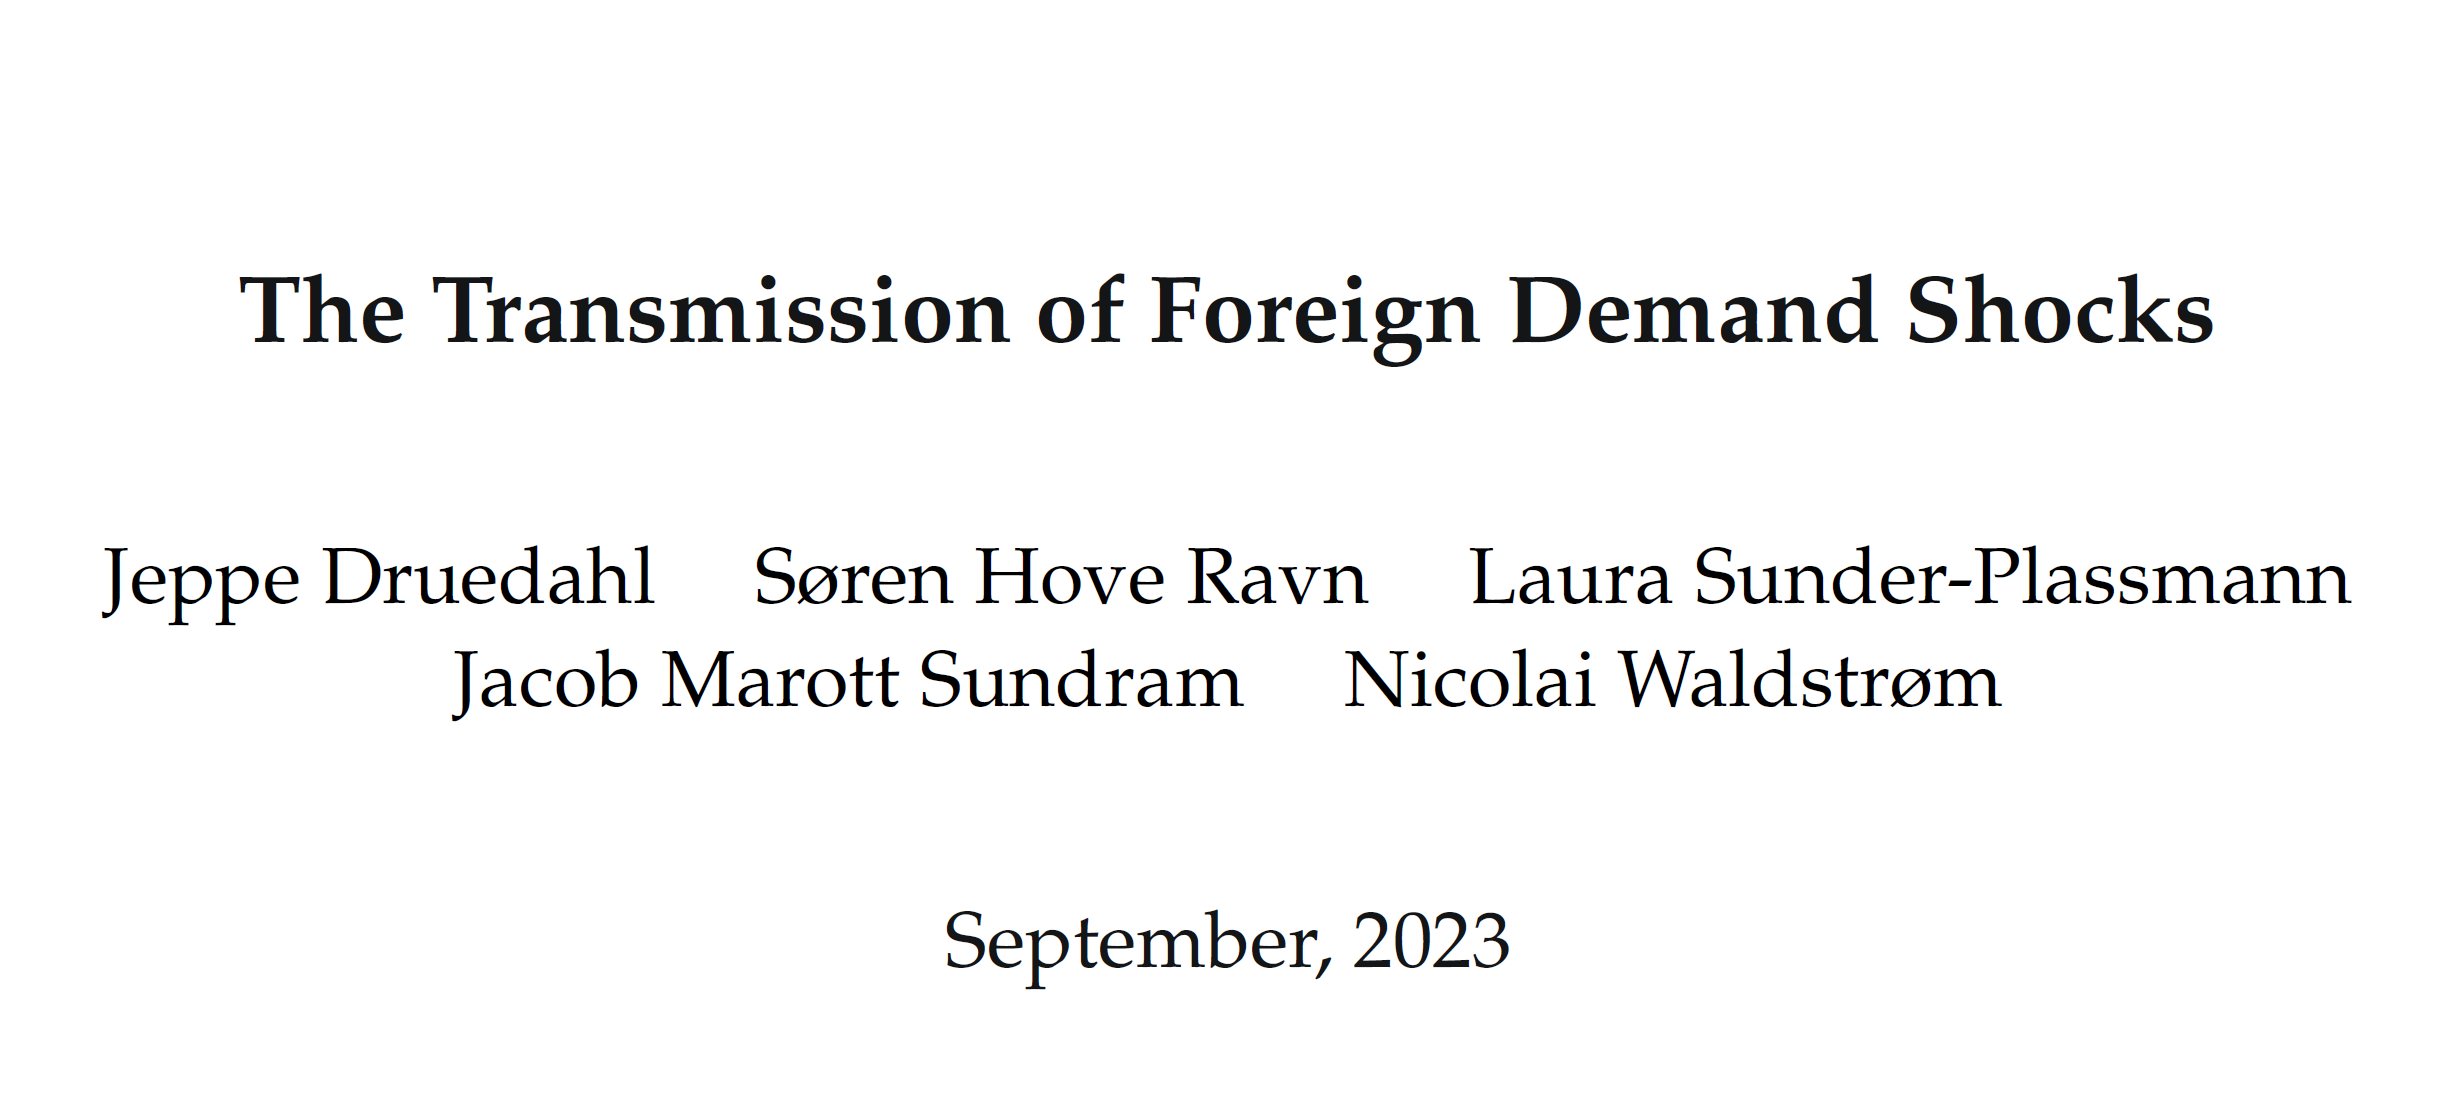 The Transmission of Foreign Demand Shocks
Jeppe Druedahl Søren Hove Ravn Laura Sunder-Plassmann
Jacob Marott Sundram Nicolai Waldstrøm
September, 2023